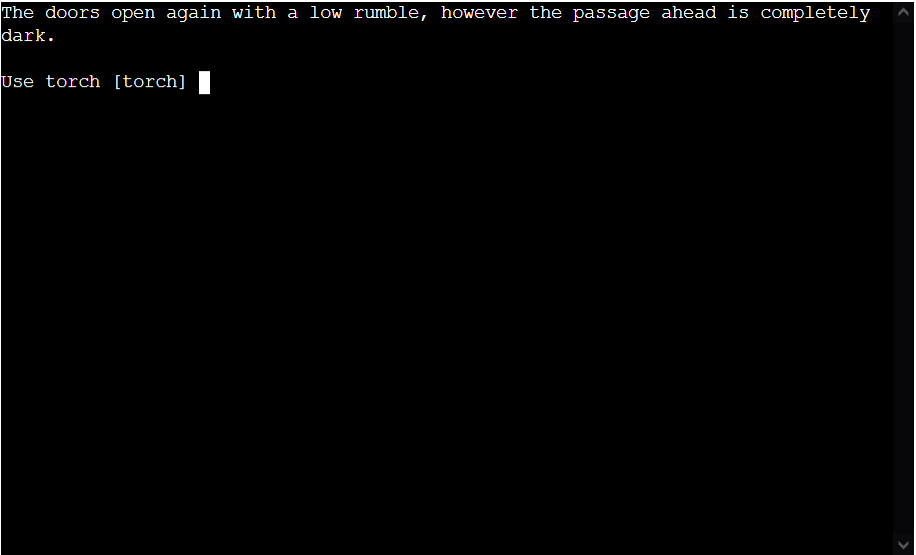 The doors open again with a low rumble, however the passage ahead is completely
dark.
Use torch [torch]